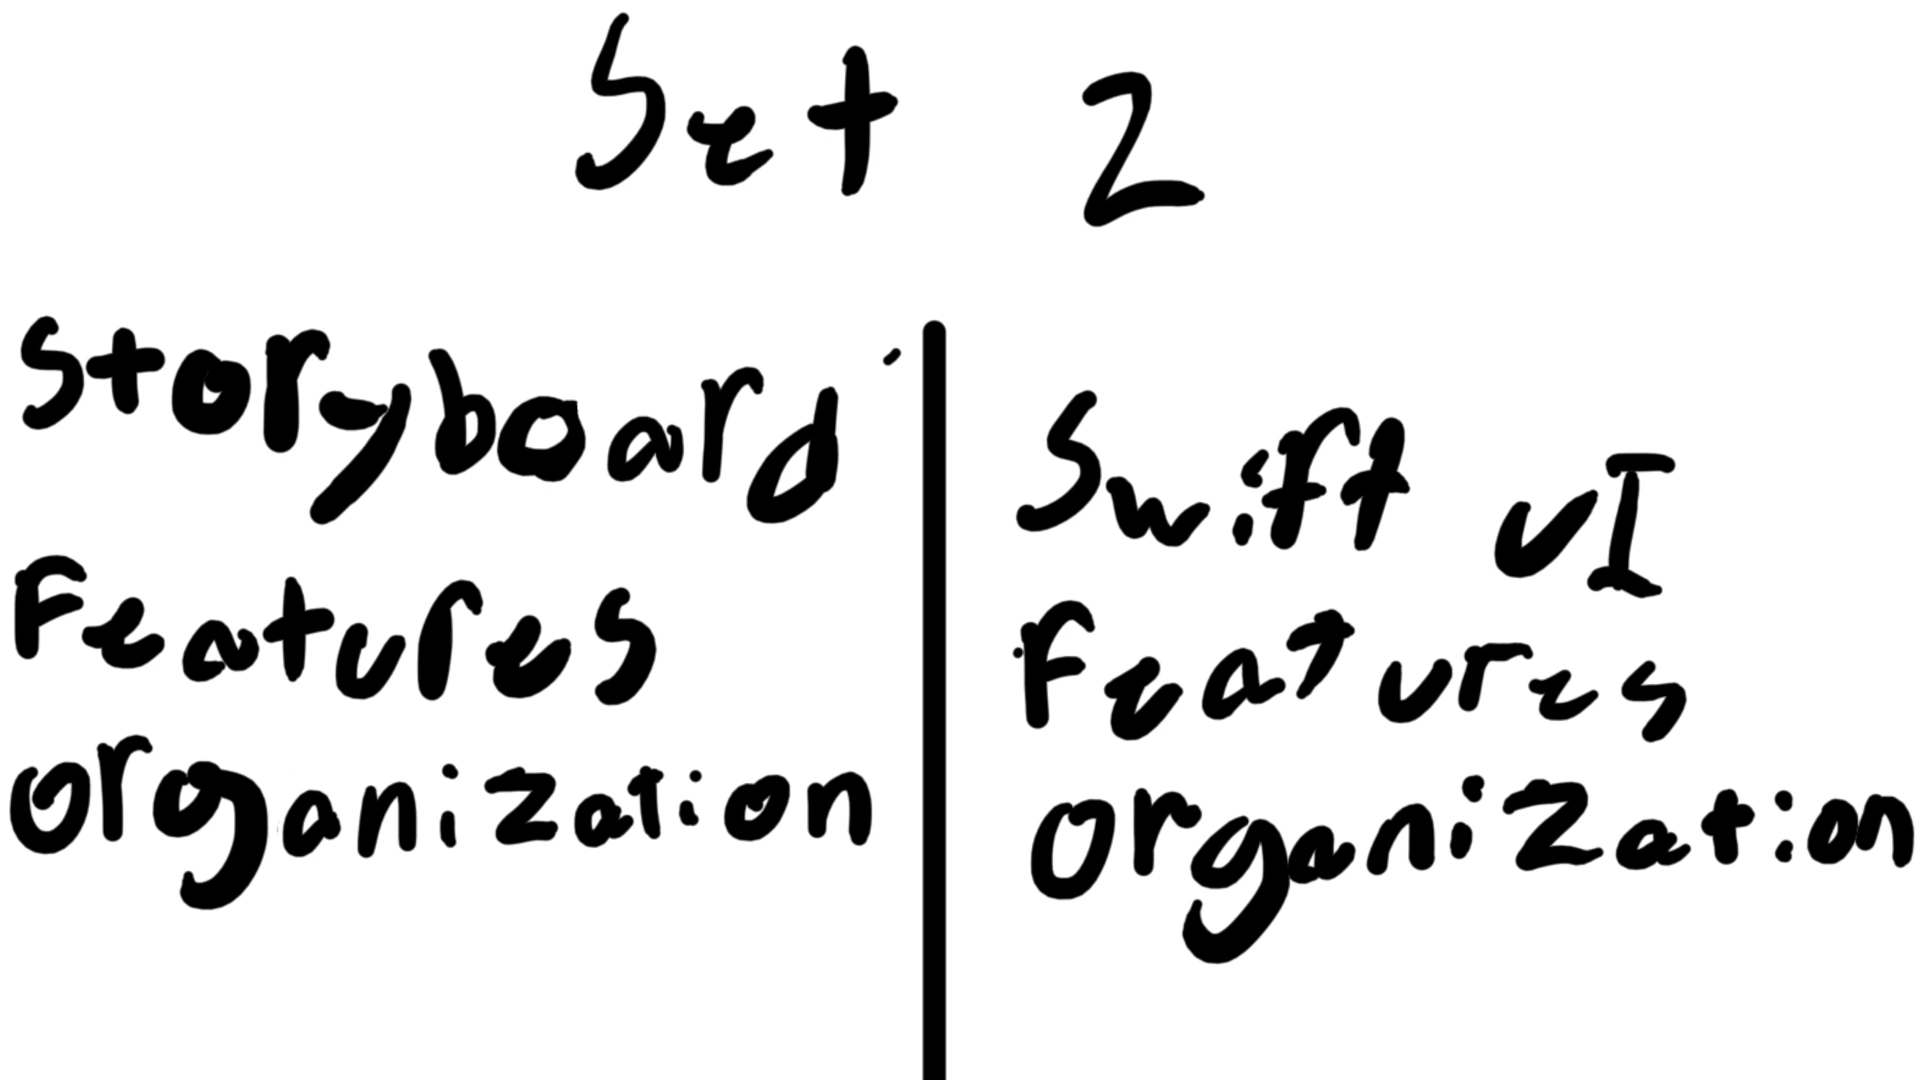 Set 2
Storyboard
Features
Organization
Swift UI
Features
Organization